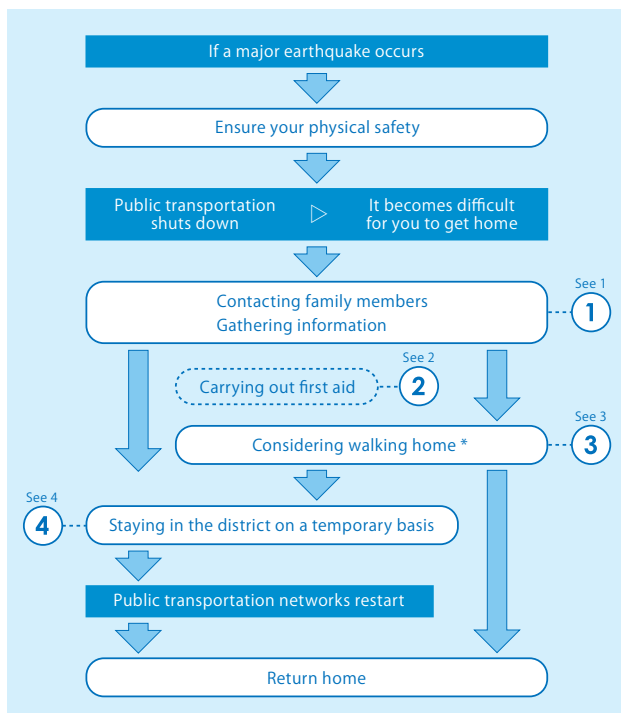 If a major earthquake occurs
Ensure your physical safety
Public transportation
shuts down
It becomes difficult
for you to get home
Contacting family members
Gathering information
See 1
1
Carrying out first aid
See 2
2
Considering walking home *
See 3
3
See 4
4
Staying in the district on a temporary basis
Public transportation networks restart
Return home